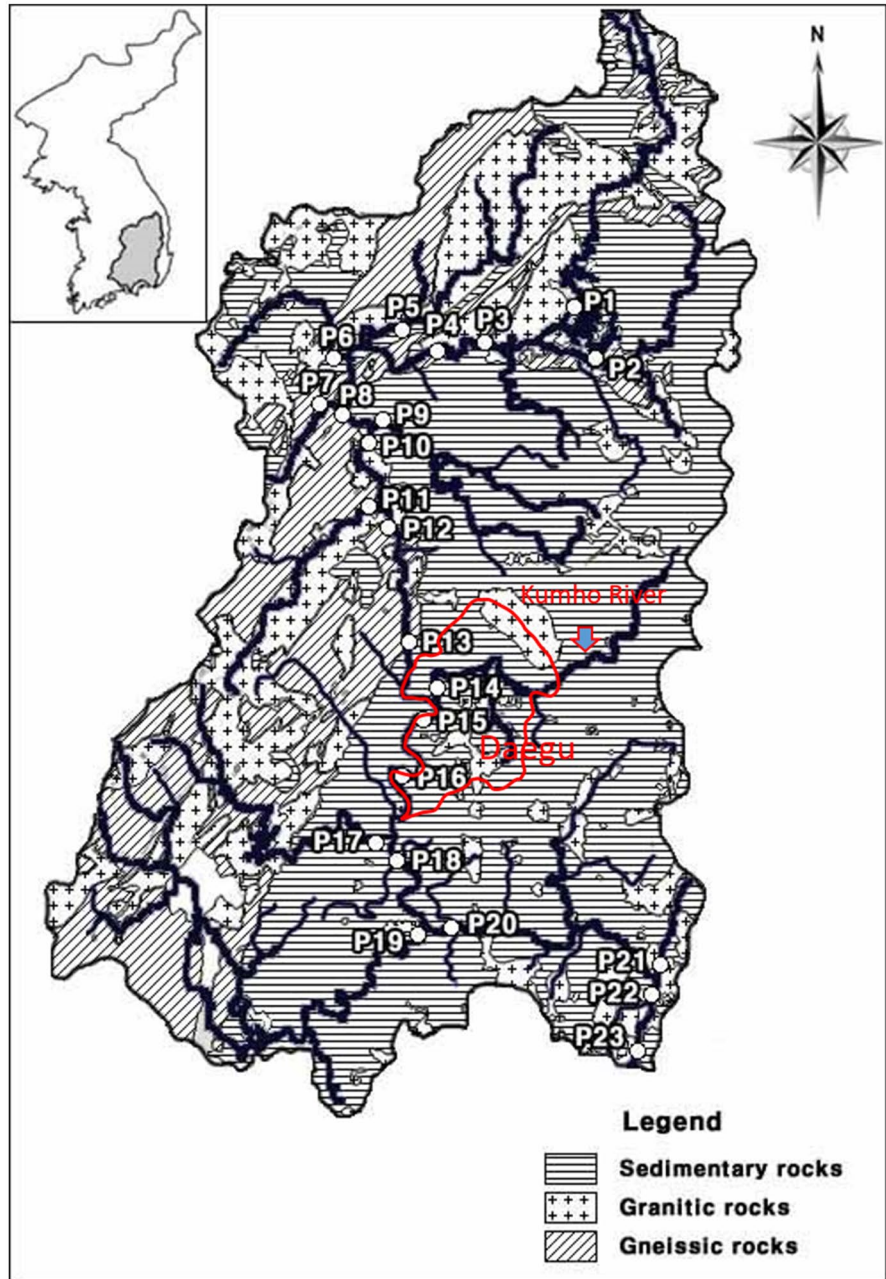 N
P1
P5
P3
P4
P6
P2
P7
P8
P9
P10
P11
P12
Kumho River
P13
P14
P15
Daegu
P16
P17
P18
P20
P19
P21
P22
P23
Legend
Sedimentary rocks
Granitic rocks
Gneissic rocks